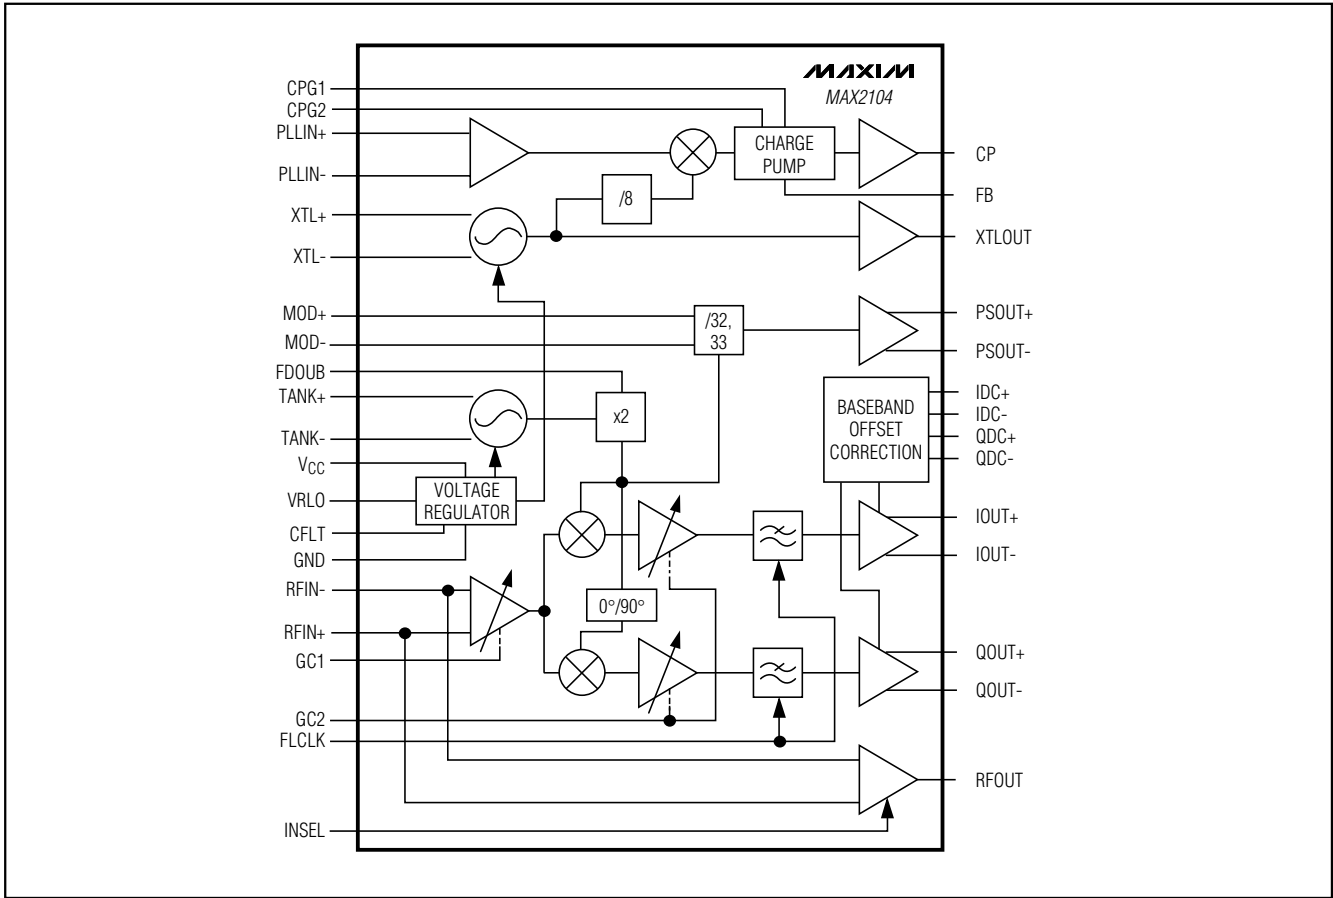 MAXIM
MAX2104
CPG1
CPG2
PLLIN+
PLLIN-
XTL+
XTL-
MOD+
MOD-
FDOUB
TANK+
TANK-
VCC
VRLO
CFLT
GND
RFIN-
RFIN+
GC1
GC2
FLCLK
INSEL
CHARGE
PUMP
/8
/32,
33
x2
VOLTAGE
REGULATOR
0°/90°
BASEBAND
OFFSET
CORRECTION
CP
FB
XTLOUT
PSOUT+
PSOUT-
IDC+
IDC-
QDC+
QDC-
IOUT+
IOUT-
QOUT+
QOUT-
RFOUT